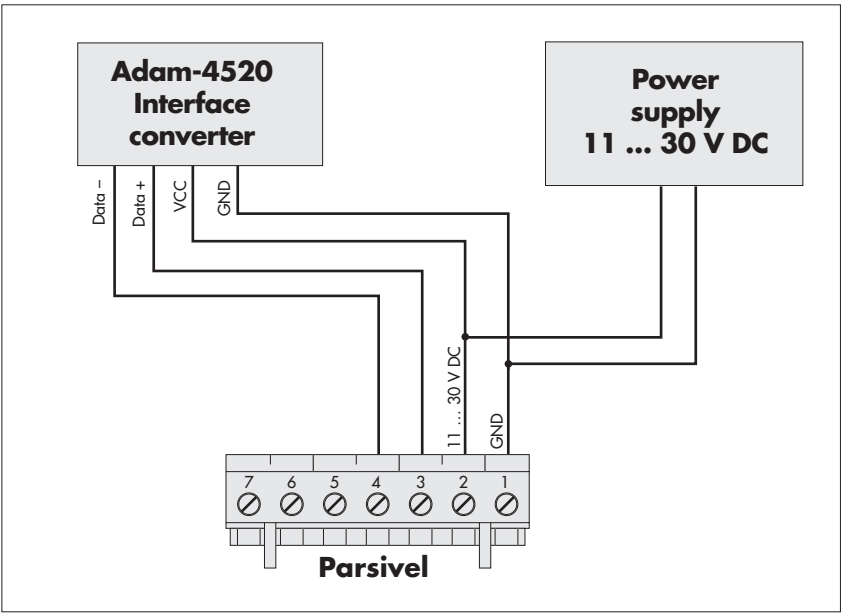 Adam-4520
Interface
converter
Power
supply
11 ... 30 V DC
Data –
Data +
VCC
GND
11 ... 30 V DC
GND
7 6 5 4 3 2 1
Parsivel